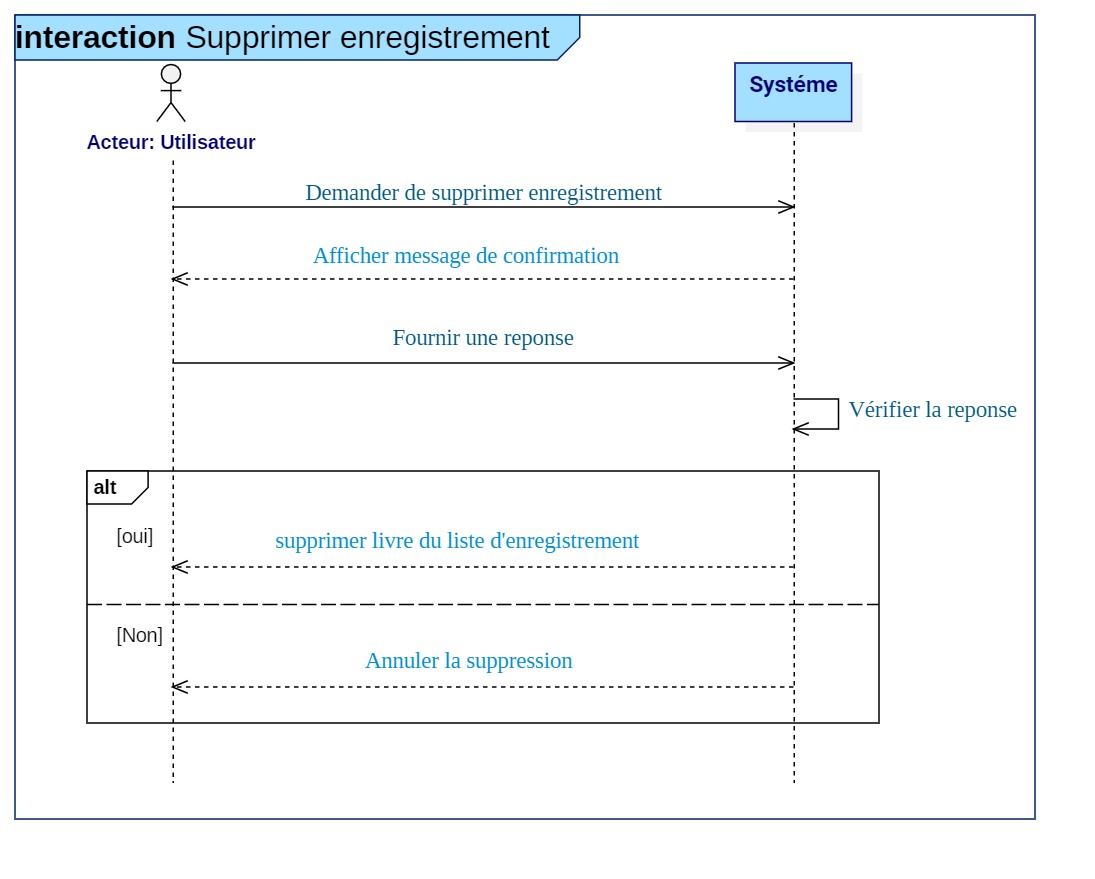 interaction Supprimer enregistrement
Systéme
Acteur: Utilisateur
Demander de supprimer enregistrement
Afficher message de confirmation
Fournir une reponse
Vérifier la reponse
alt
[oui]
supprimer livre du liste d'enregistrement
[Non]
Annuler la suppression